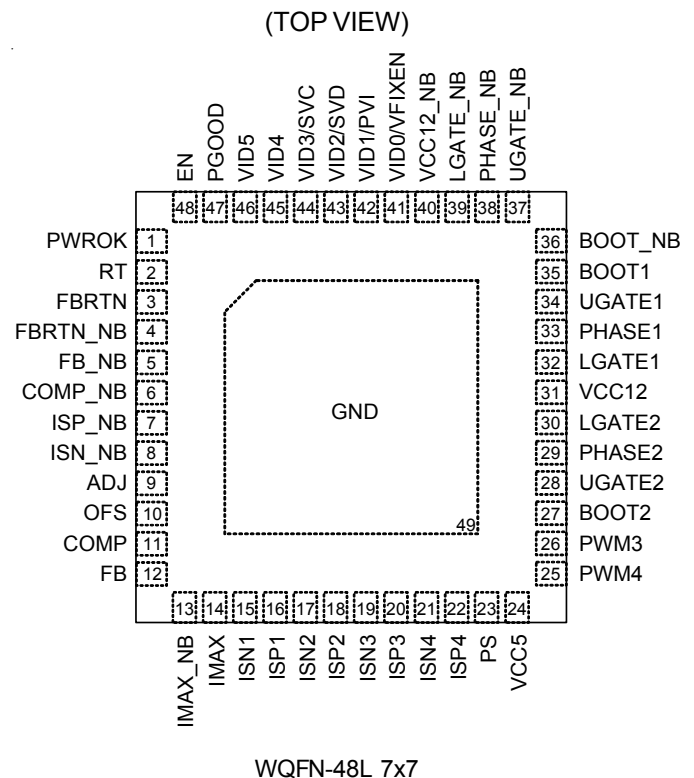 (TOP VIEW)
EN
PGOOD
VID5
VID4
VID3/SVC
VID2/SVD
VID1/PVI
VID0/VFIXEN
VCC12_NB
LGATE_NB
PHASE_NB
UGATE_NB
48 47 46 45 44 43 42 41 40 39 38 37
PWROK 1
RT 2
FBRTN 3
FBRTN_NB 4
FB_NB 5
COMP_NB 6
ISP_NB 7
ISN_NB 8
ADJ 9
OFS 10
COMP 11
FB 12
GND
49
36 BOOT_NB
35 BOOT1
34 UGATE1
33 PHASE1
32 LGATE1
31 VCC12
30 LGATE2
29 PHASE2
28 UGATE2
27 BOOT2
26 PWM3
25 PWM4
13 14 15 16 17 18 19 20 21 22 23 24
IMAX_NB
IMAX
ISN1
ISP1
ISN2
ISP2
ISN3
ISP3
ISN4
ISP4
PS
VCC5
WQFN-48L 7x7